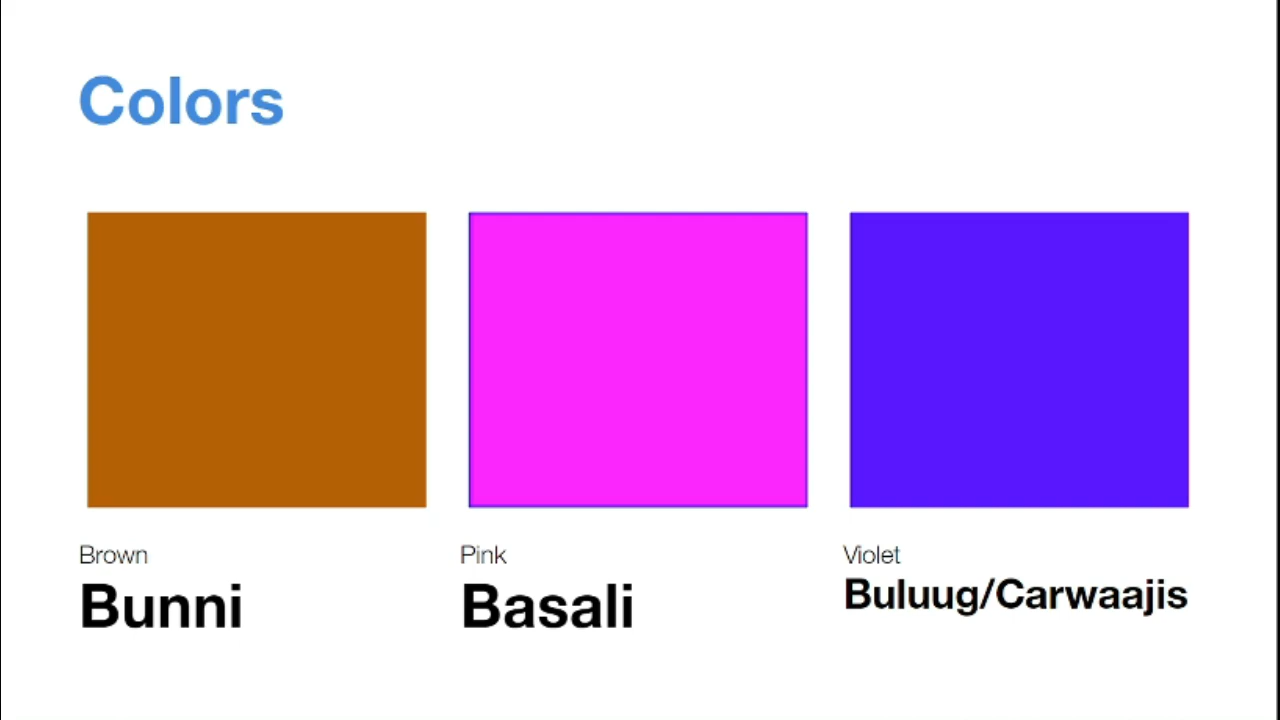 Colors
Brown
Bunni
Pink
Basali
Violet
Buluug/Carwaajis